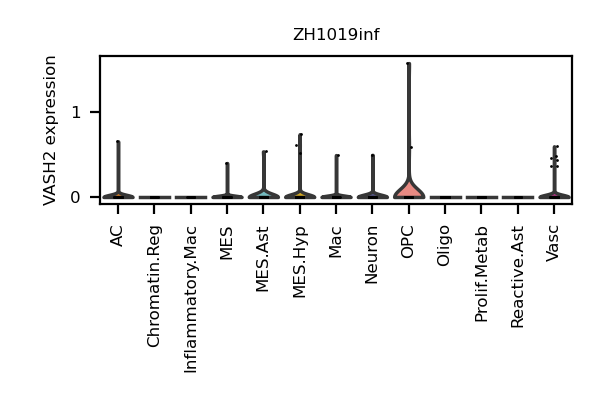 ZH1019inf
VASH2 expression
1
0
AC
Chromatin.Reg
Inflammatory.Mac
MES
MES.Ast
MES.Hyp
Mac
Neuron
OPC
Oligo
Prolif.Metab
Reactive.Ast
Vasc